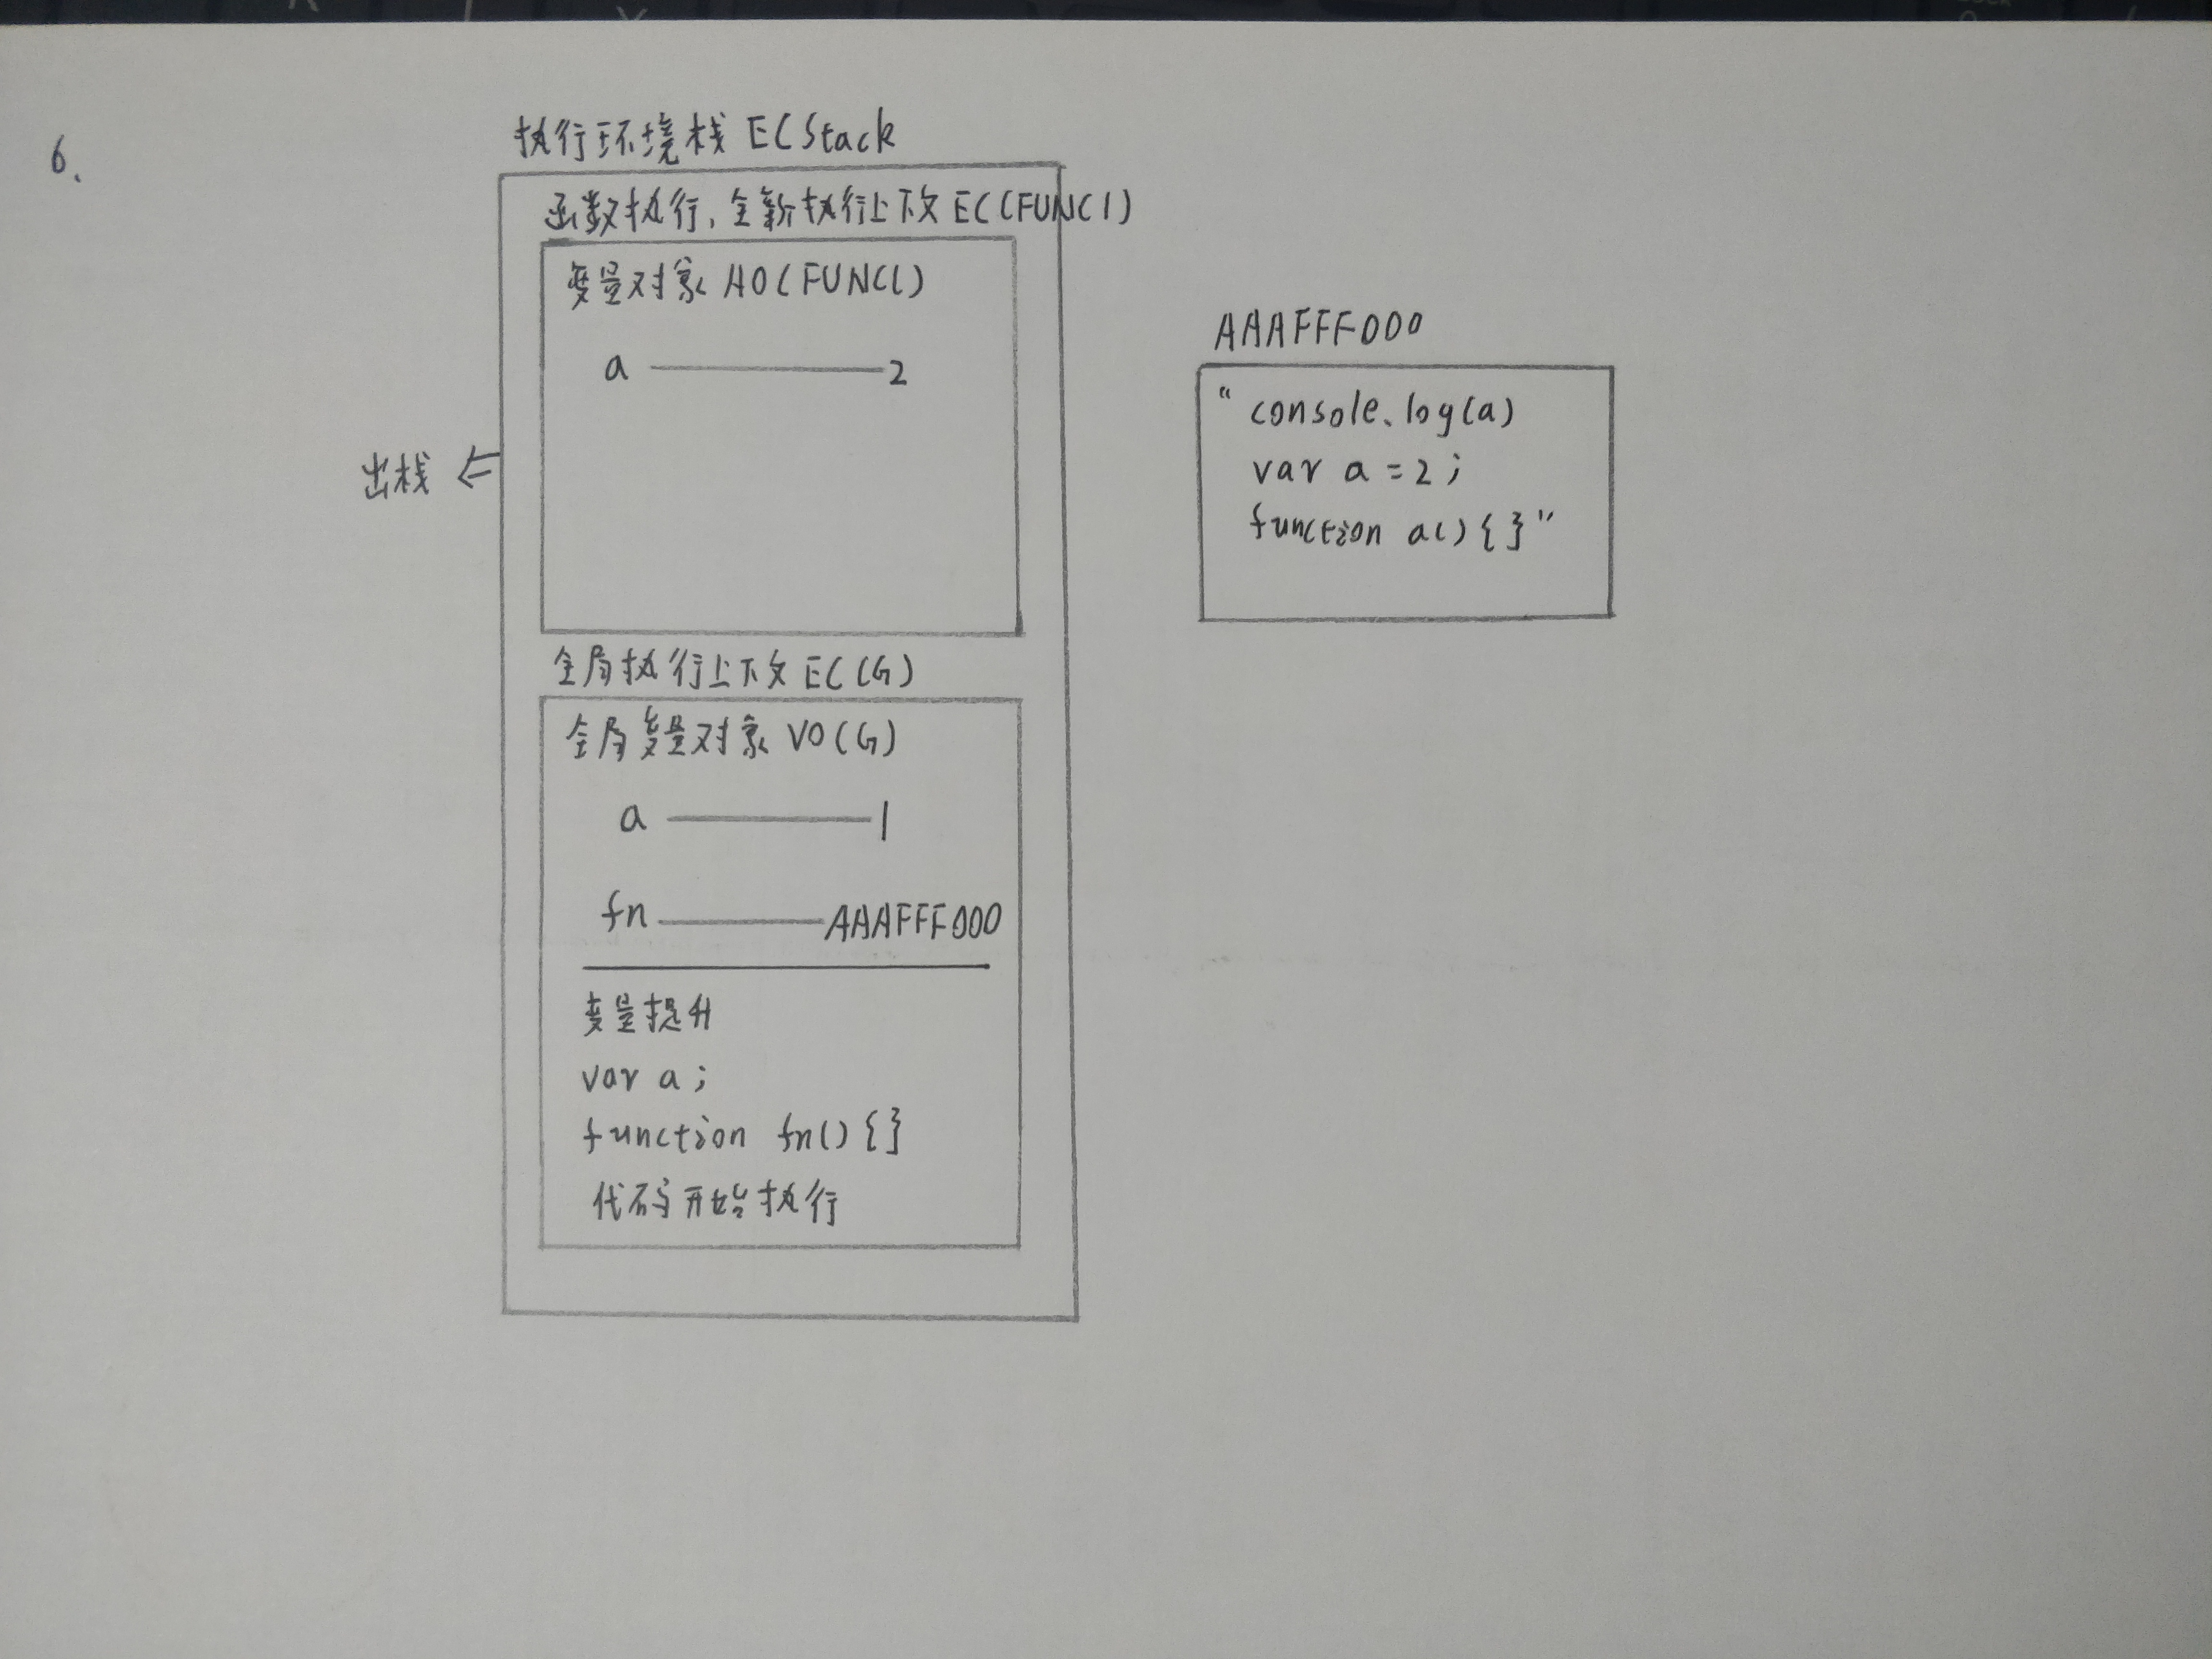 6.
执行环境栈 ECStack
函数执行,全新执行上下文 EC(FUNC1)
变量对象 AO(FUNC1)
a ———— 2
出栈 ⇐
全局执行上下文 EC(G)
全局变量对象 VO(G)
a ———— 1
fn ———— AAAFFF000
变量提升
var a;
function fn(){}
代码开始执行
AAAFFF000
"console.log(a)
var a = 2;
function a(){}"